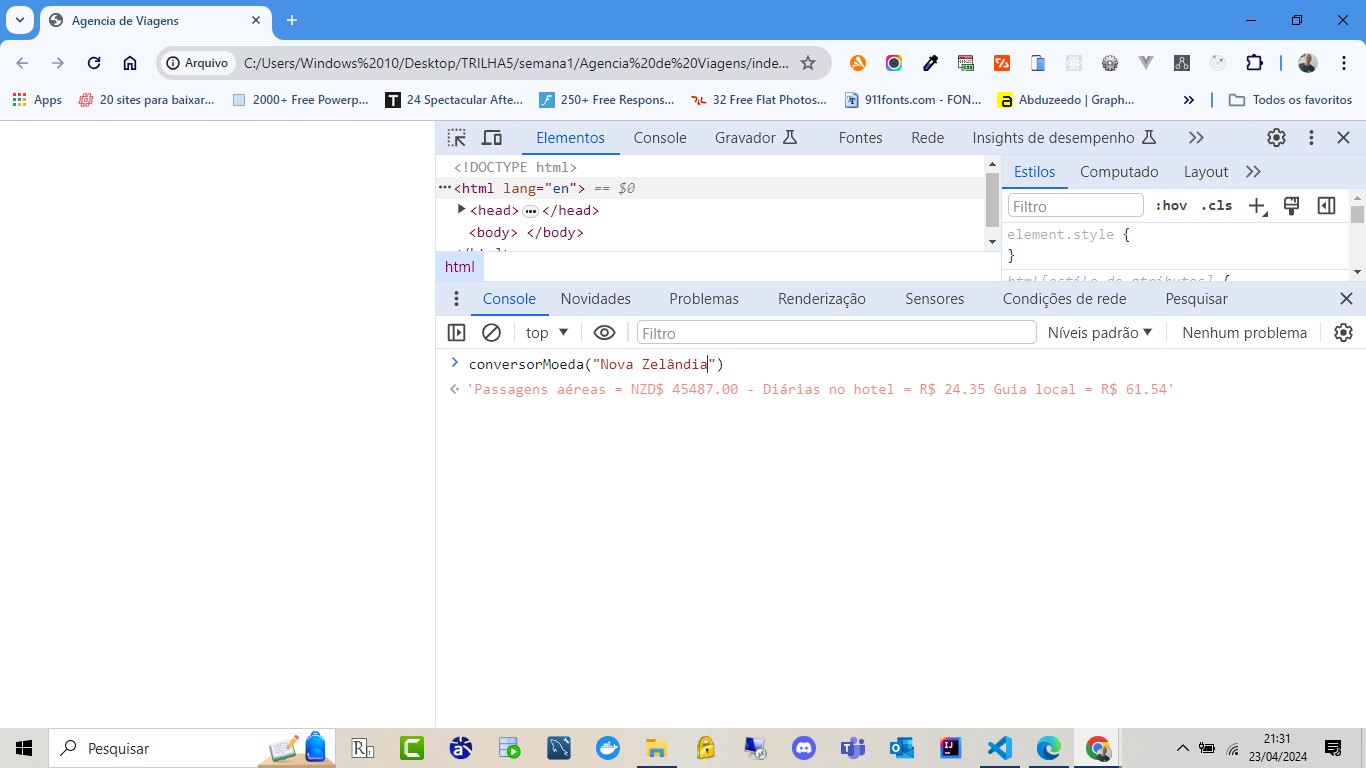 Agencia de Viagens
Arquivo C:/Users/Windows%2010/Desktop/TRILHA5/semana1/Agencia%20de%20Viagens/inde...
Apps 20 sites para baixar... 2000+ Free Powerp... 24 Spectacular Afte... 250+ Free Respons... 32 Free Flat Photos... 911fonts.com - FON... Abduzeedo | Graph... » Todos os favoritos
Elementos Console Gravador Fontes Rede Insights de desempenho
<!DOCTYPE html>
<html lang="en"> == $0
<head> ... </head>
<body> </body>
html
Estilos Computado Layout
Filtro :hov .cls
element.style {
}
html[estilo de atributos] {
Console Novidades Problemas Renderização Sensores Condições de rede Pesquisar
top Filtro Níveis padrão Nenhum problema
conversorMoeda("Nova Zelândia")
'Passagens aéreas = NZD$ 45487.00 - Diárias no hotel = R$ 24.35 Guia local = R$ 61.54'
Pesquisar
21:31
23/04/2024